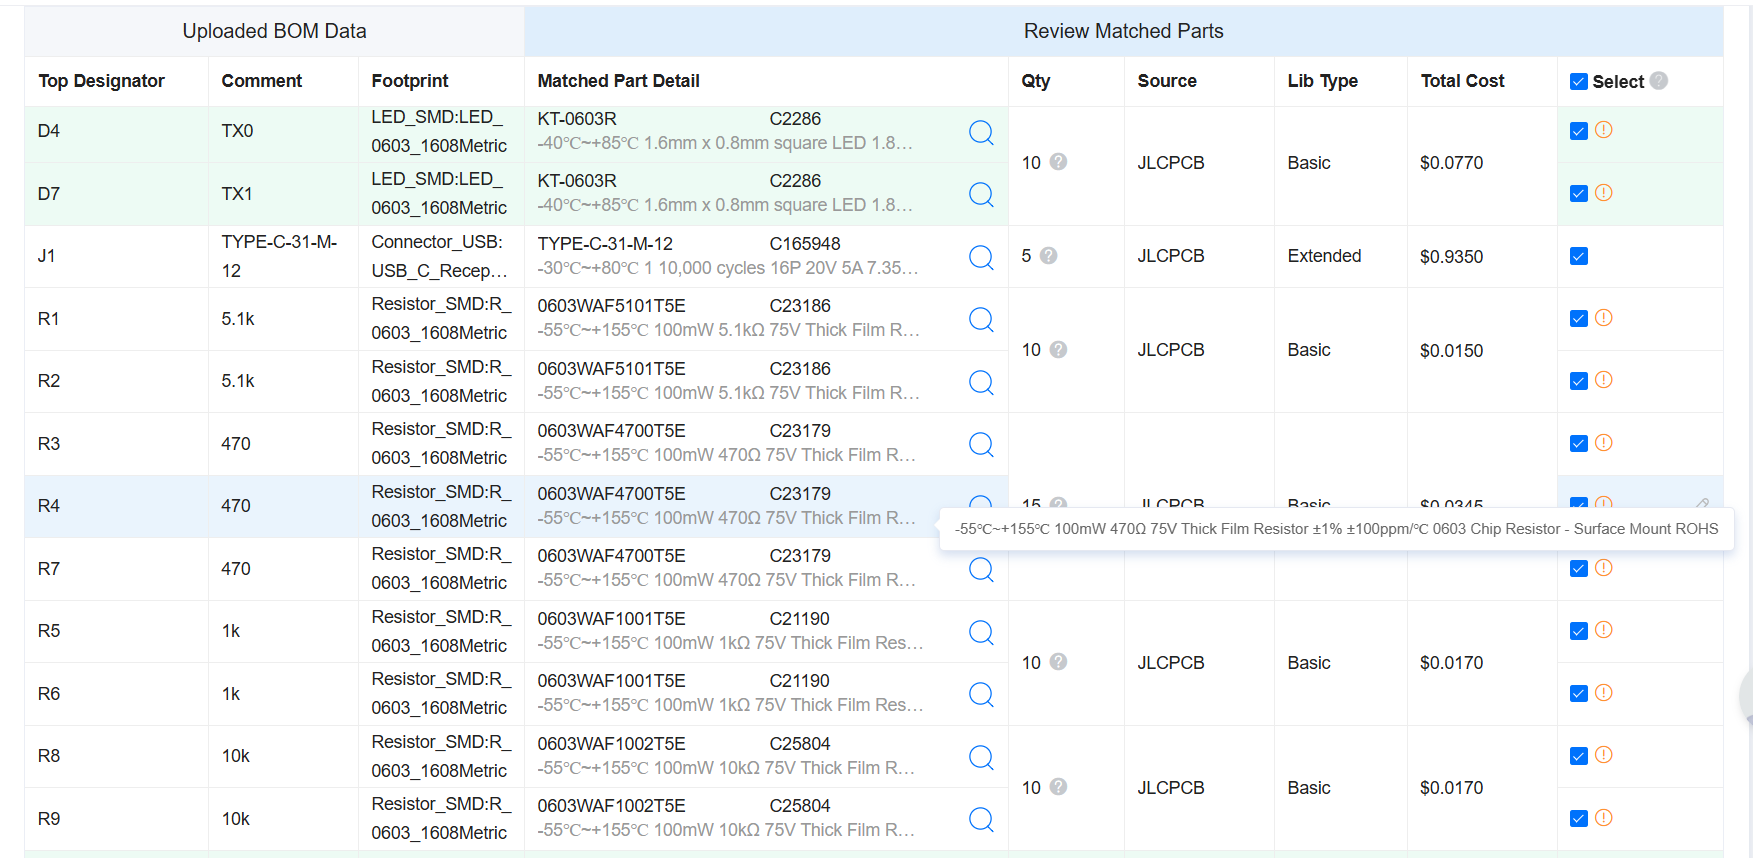 Uploaded BOM Data
Review Matched Parts
Top Designator Comment Footprint Matched Part Detail Qty Source Lib Type Total Cost Select
D4 TX0 LED_SMD:LED_ 0603_1608Metric KT-0603R C2286
-40℃~+85℃ 1.6mm x 0.8mm square LED 1.8...
10 JLCPCB Basic $0.0770
D7 TX1 LED_SMD:LED_ 0603_1608Metric KT-0603R C2286
-40℃~+85℃ 1.6mm x 0.8mm square LED 1.8...
J1 TYPE-C-31-M-12 Connector_USB: USB_C_Recep... TYPE-C-31-M-12 C165948
-30℃~+80℃ 1 10,000 cycles 16P 20V 5A 7.35...
5 JLCPCB Extended $0.9350
R1 5.1k Resistor_SMD:R_ 0603_1608Metric 0603WAF5101T5E C23186
-55℃~+155℃ 100mW 5.1kΩ 75V Thick Film R...
10 JLCPCB Basic $0.0150
R2 5.1k Resistor_SMD:R_ 0603_1608Metric 0603WAF5101T5E C23186
-55℃~+155℃ 100mW 5.1kΩ 75V Thick Film R...
R3 470 Resistor_SMD:R_ 0603_1608Metric 0603WAF4700T5E C23179
-55℃~+155℃ 100mW 470Ω 75V Thick Film R...
R4 470 Resistor_SMD:R_ 0603_1608Metric 0603WAF4700T5E C23179
-55℃~+155℃ 100mW 470Ω 75V Thick Film R...
15 JLCPCB Basic $0.0345
-55℃~+155℃ 100mW 470Ω 75V Thick Film Resistor ±1% ±100ppm/℃ 0603 Chip Resistor - Surface Mount ROHS
R7 470 Resistor_SMD:R_ 0603_1608Metric 0603WAF4700T5E C23179
-55℃~+155℃ 100mW 470Ω 75V Thick Film R...
R5 1k Resistor_SMD:R_ 0603_1608Metric 0603WAF1001T5E C21190
-55℃~+155℃ 100mW 1kΩ 75V Thick Film Res...
10 JLCPCB Basic $0.0170
R6 1k Resistor_SMD:R_ 0603_1608Metric 0603WAF1001T5E C21190
-55℃~+155℃ 100mW 1kΩ 75V Thick Film Res...
R8 10k Resistor_SMD:R_ 0603_1608Metric 0603WAF1002T5E C25804
-55℃~+155℃ 100mW 10kΩ 75V Thick Film R...
10 JLCPCB Basic $0.0170
R9 10k Resistor_SMD:R_ 0603_1608Metric 0603WAF1002T5E C25804
-55℃~+155℃ 100mW 10kΩ 75V Thick Film R...